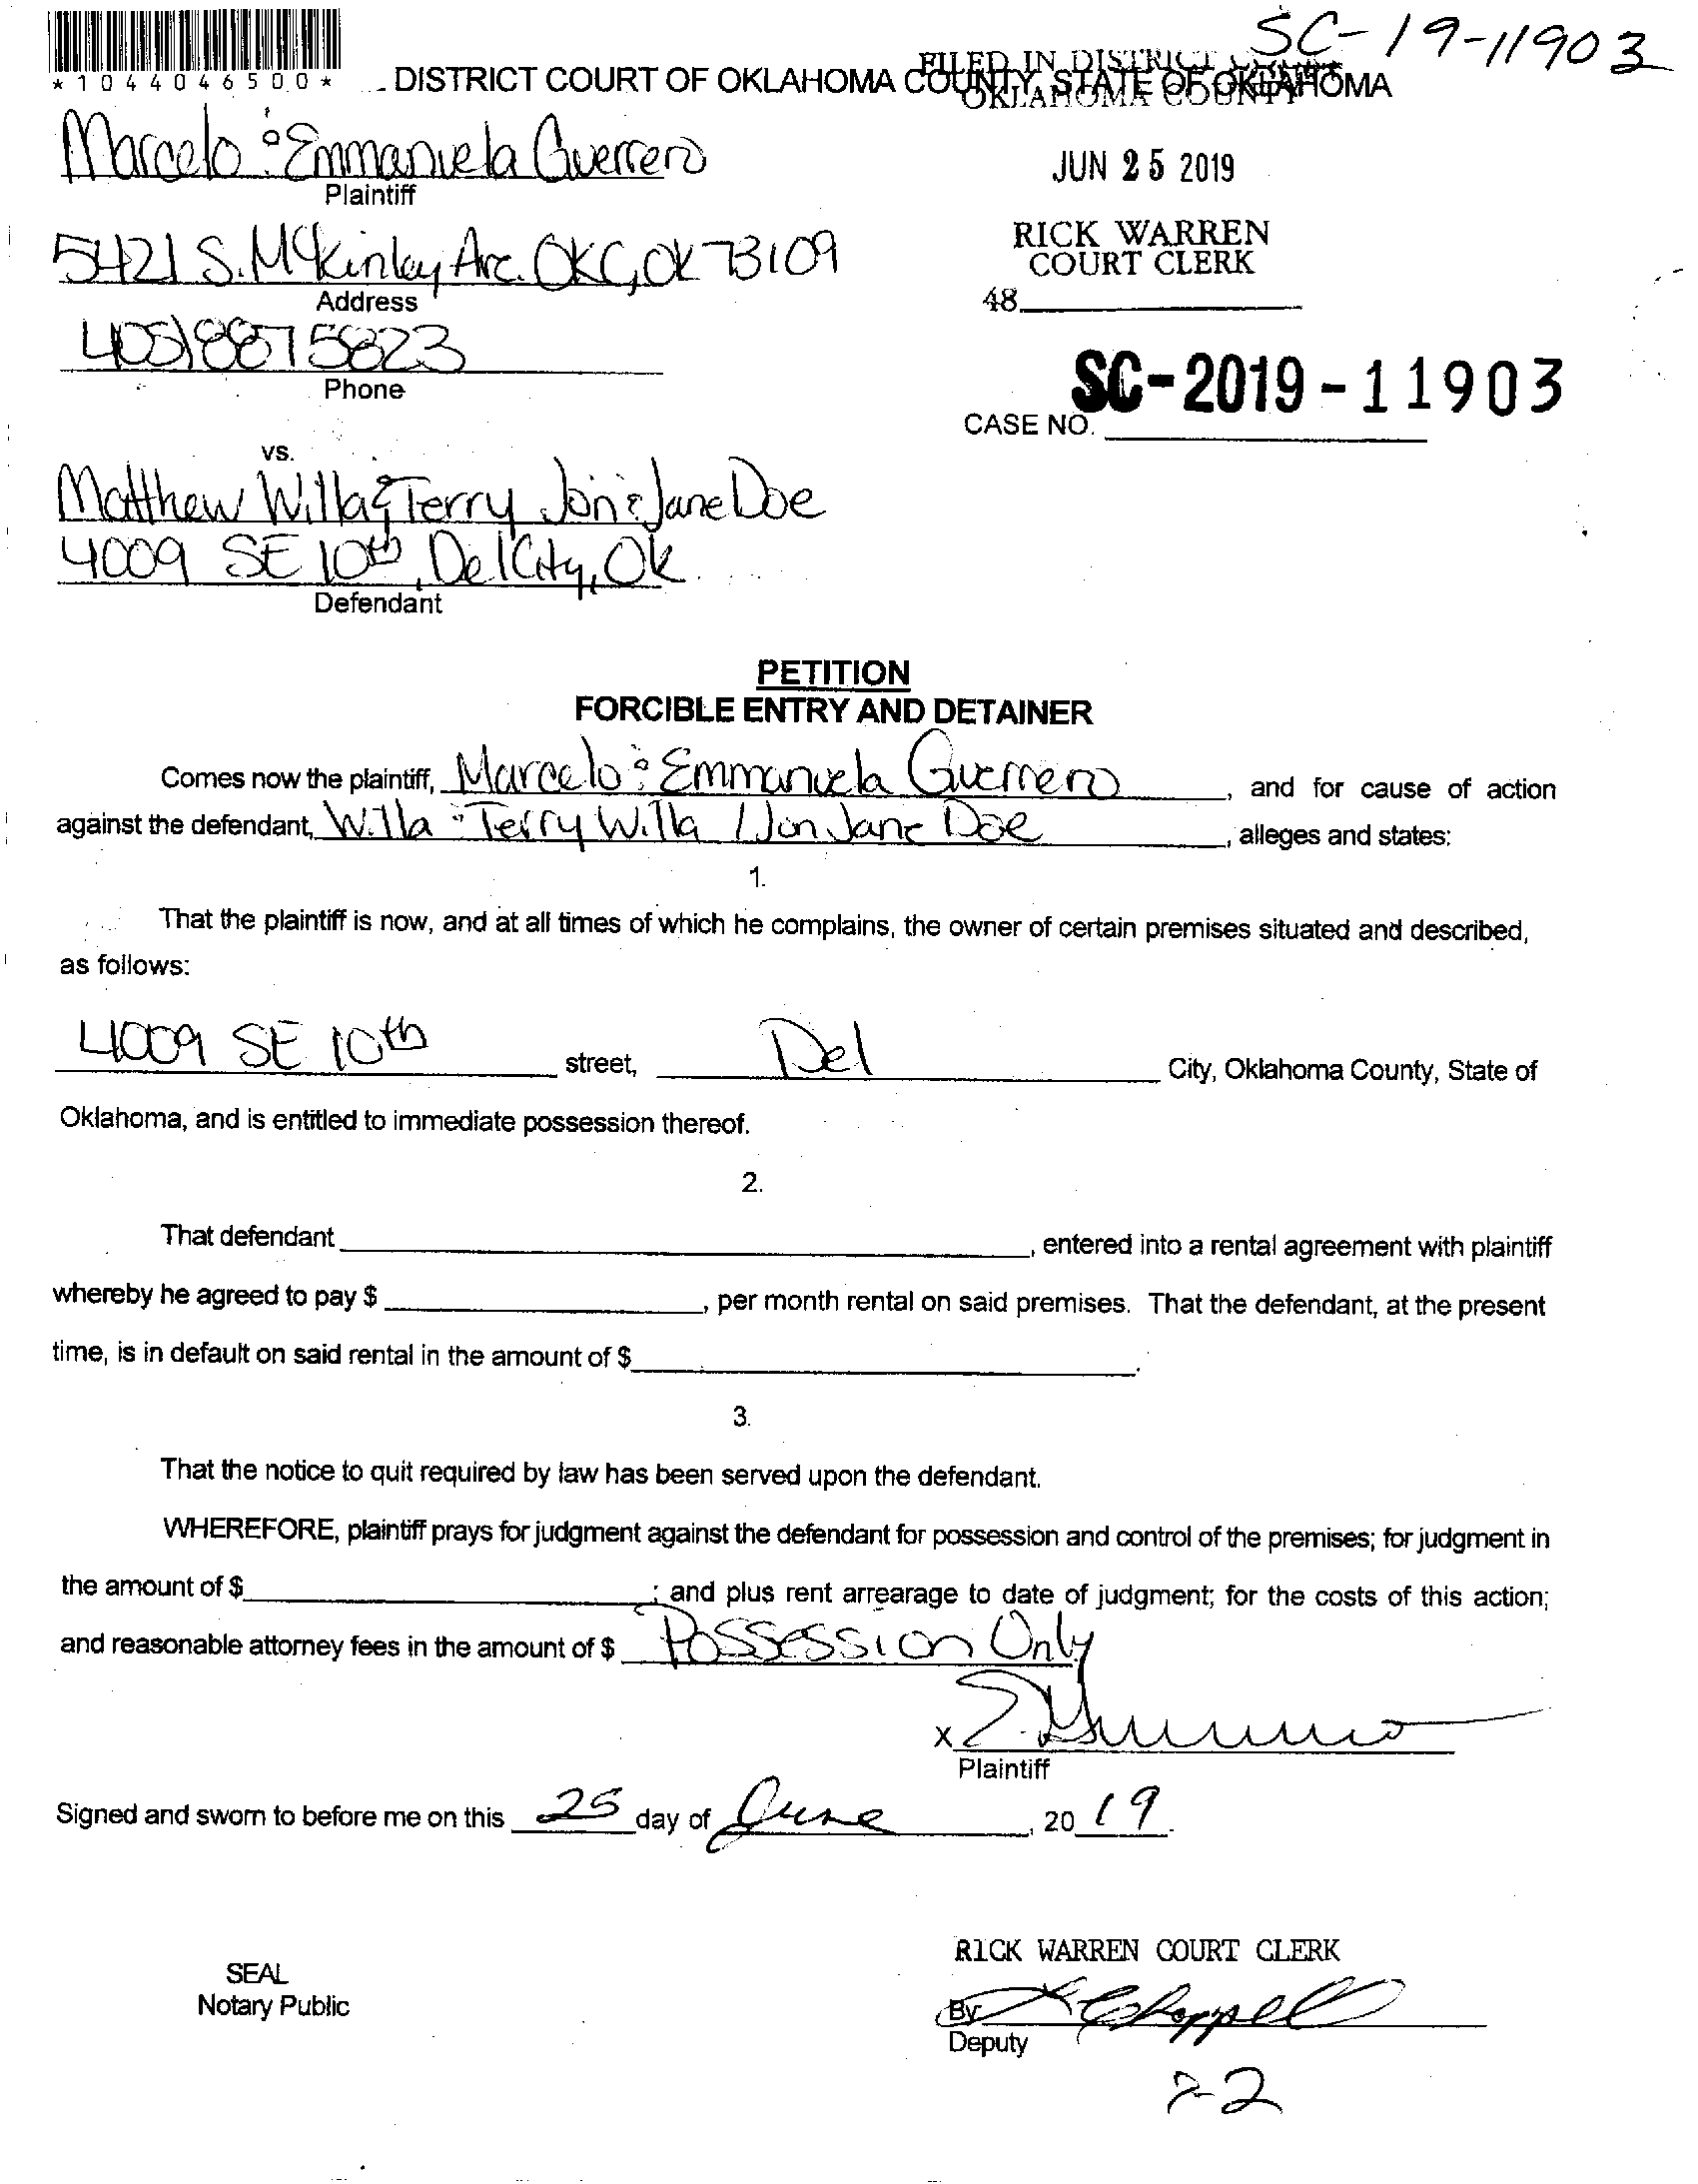 SC-19-11903
*1044046500*
DISTRICT COURT OF OKLAHOMA COUNTY, STATE OF OKLAHOMA
FILED IN DISTRICT COURT
OKLAHOMA COUNTY
Marcelo & Emmanuela Guerrero
Plaintiff
JUN 25 2019
5421 S. McKinley Ave. OKC, OK 73109
Address
RICK WARREN
COURT CLERK
48
405)8875823
Phone
SC-2019-11903
CASE NO.
vs.
Matthew Willa & Terry Jon & Jane Doe
4009 SE 10th, Del City, Ok
Defendant
PETITION
FORCIBLE ENTRY AND DETAINER
Comes now the plaintiff, Marcelo & Emmanuela Guerrero, and for cause of action
against the defendant, Willa & Terry Willa / Jon Jane Doe, alleges and states:
1.
That the plaintiff is now, and at all times of which he complains, the owner of certain premises situated and described,
as follows:
4009 SE 10th street, Del City, Oklahoma County, State of
Oklahoma, and is entitled to immediate possession thereof.
2.
That defendant , entered into a rental agreement with plaintiff
whereby he agreed to pay $ , per month rental on said premises. That the defendant, at the present
time, is in default on said rental in the amount of $ .
3.
That the notice to quit required by law has been served upon the defendant.
WHEREFORE, plaintiff prays for judgment against the defendant for possession and control of the premises; for judgment in
the amount of $ ; and plus rent arrearage to date of judgment; for the costs of this action;
and reasonable attorney fees in the amount of $ Possession Only
x E. Guerrero
Plaintiff
Signed and sworn to before me on this 25 day of June, 2019.
RICK WARREN COURT CLERK
SEAL
Notary Public
By
Deputy